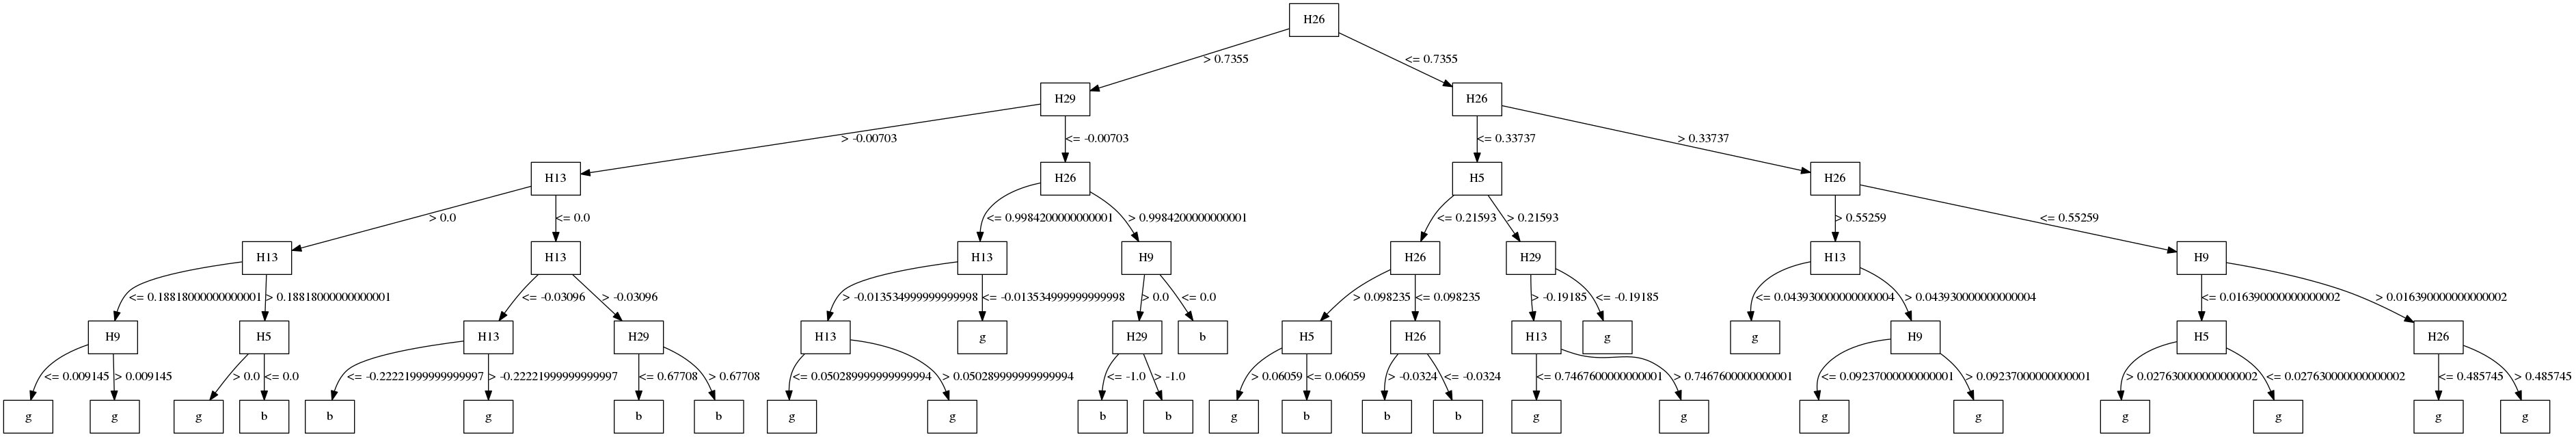 H26
> 0.7355 <= 0.7355
H29 H26
> -0.00703 <= -0.00703 <= 0.33737 > 0.33737
H13 H26 H5 H26
> 0.0 <= 0.0 <= 0.9984200000000001 > 0.9984200000000001 <= 0.21593 > 0.21593 > 0.55259 <= 0.55259
H13 H13 H13 H9 H26 H29 H13 H9
<= 0.18818000000000001 > 0.18818000000000001 <= -0.03096 > -0.03096 > -0.013534999999999998 <= -0.013534999999999998 > 0.0 <= 0.0 > 0.098235 <= 0.098235 > -0.19185 <= -0.19185 <= 0.043930000000000004 > 0.043930000000000004 <= 0.016390000000000002 > 0.016390000000000002
H9 H5 H13 H29 H13 g H29 b H5 H26 H13 g g H9 H5 H26
<= 0.009145 > 0.009145 > 0.0 <= 0.0 <= -0.22221999999999997 > -0.22221999999999997 <= 0.67708 > 0.67708 <= 0.050289999999999994 > 0.050289999999999994 <= -1.0 > -1.0 > 0.06059 <= 0.06059 > -0.0324 <= -0.0324 <= 0.7467600000000001 > 0.7467600000000001 <= 0.09237000000000001 > 0.09237000000000001 > 0.027630000000000002 <= 0.027630000000000002 <= 0.485745 > 0.485745
g g g b b g b b g g b b g b b b g g g g g g g g